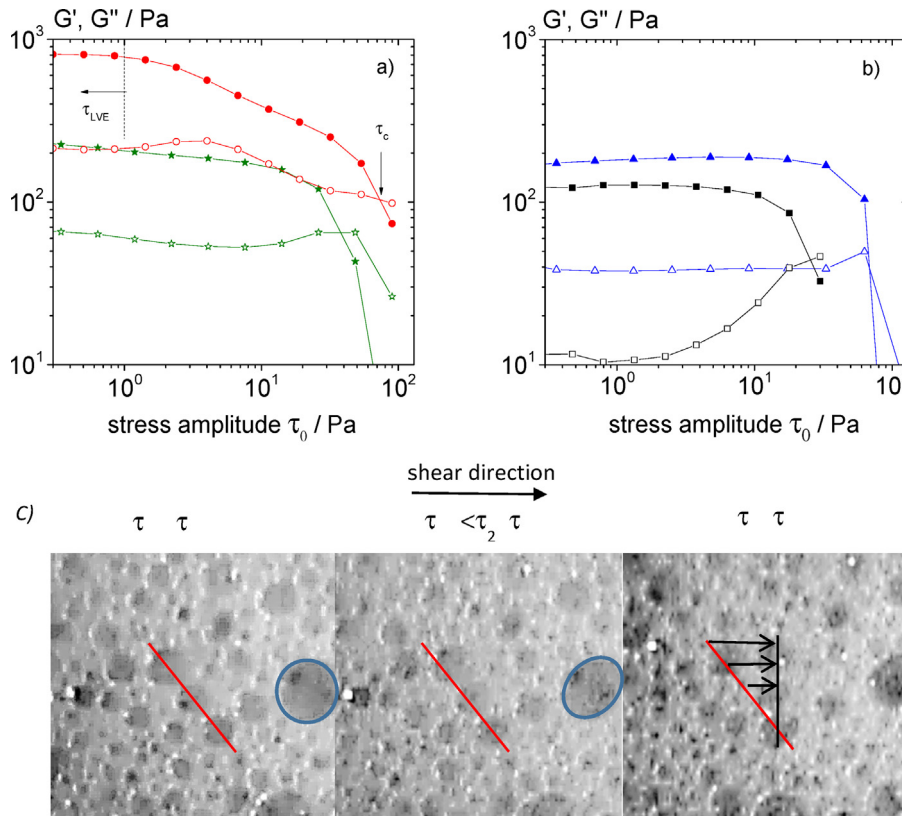 G', G'' / Pa
G', G'' / Pa
10³
a)
τLVE
τc
10²
10¹
10⁰
10¹
10²
stress amplitude τ₀ / Pa
10³
b)
10²
10¹
10⁰
10¹
10²
stress amplitude τ₀ / Pa
shear direction
c)
τ τ
τ <τ₂ τ
τ τ